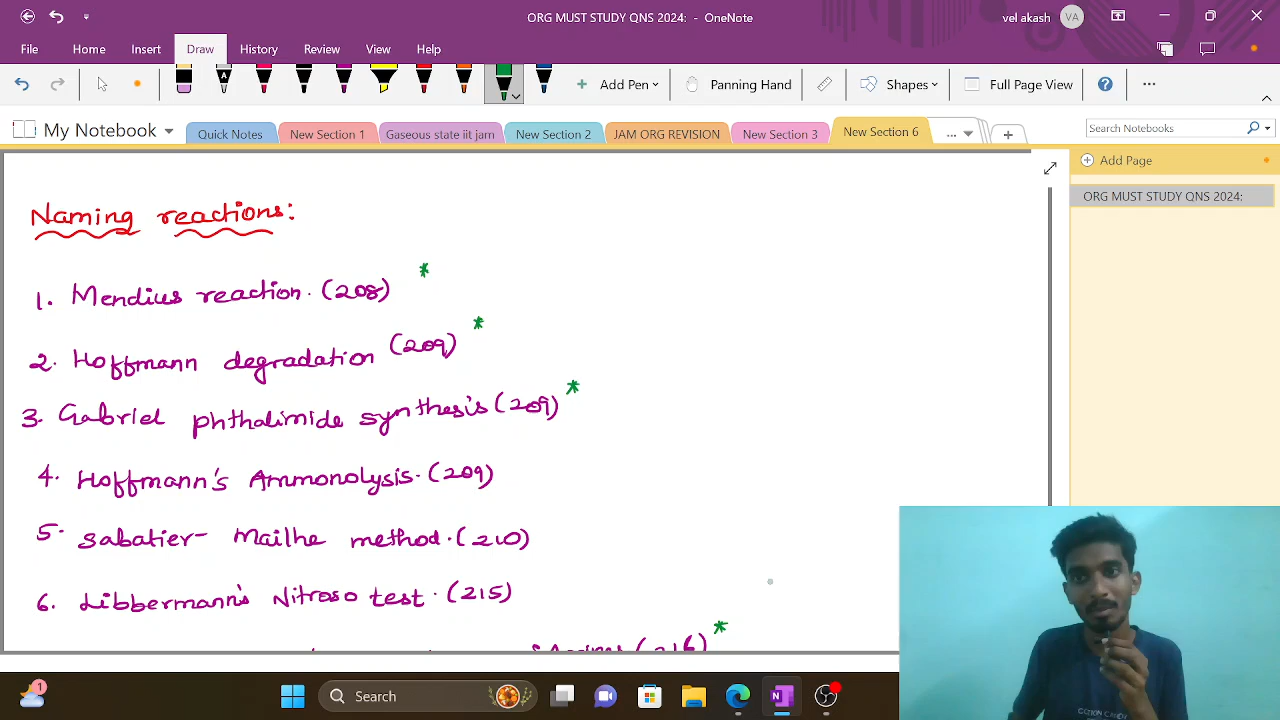 ORG MUST STUDY QNS 2024: - OneNote
vel akash VA
File Home Insert Draw History Review View Help
Add Pen Panning Hand Shapes Full Page View
My Notebook Quick Notes New Section 1 Gaseous state iit jam New Section 2 JAM ORG REVISION New Section 3 New Section 6 ... Search Notebooks
Add Page
ORG MUST STUDY QNS 2024:
Naming reactions:
1. Mendius reaction. (208) *
2. Hoffmann degradation (209) *
3. Gabriel phthalimide synthesis (209) *
4. Hoffmann's Ammonolysis. (209)
5. Sabatier- Mailhe method. (210)
6. Libbermann's Nitroso test. (215)
(216) *
Search
1